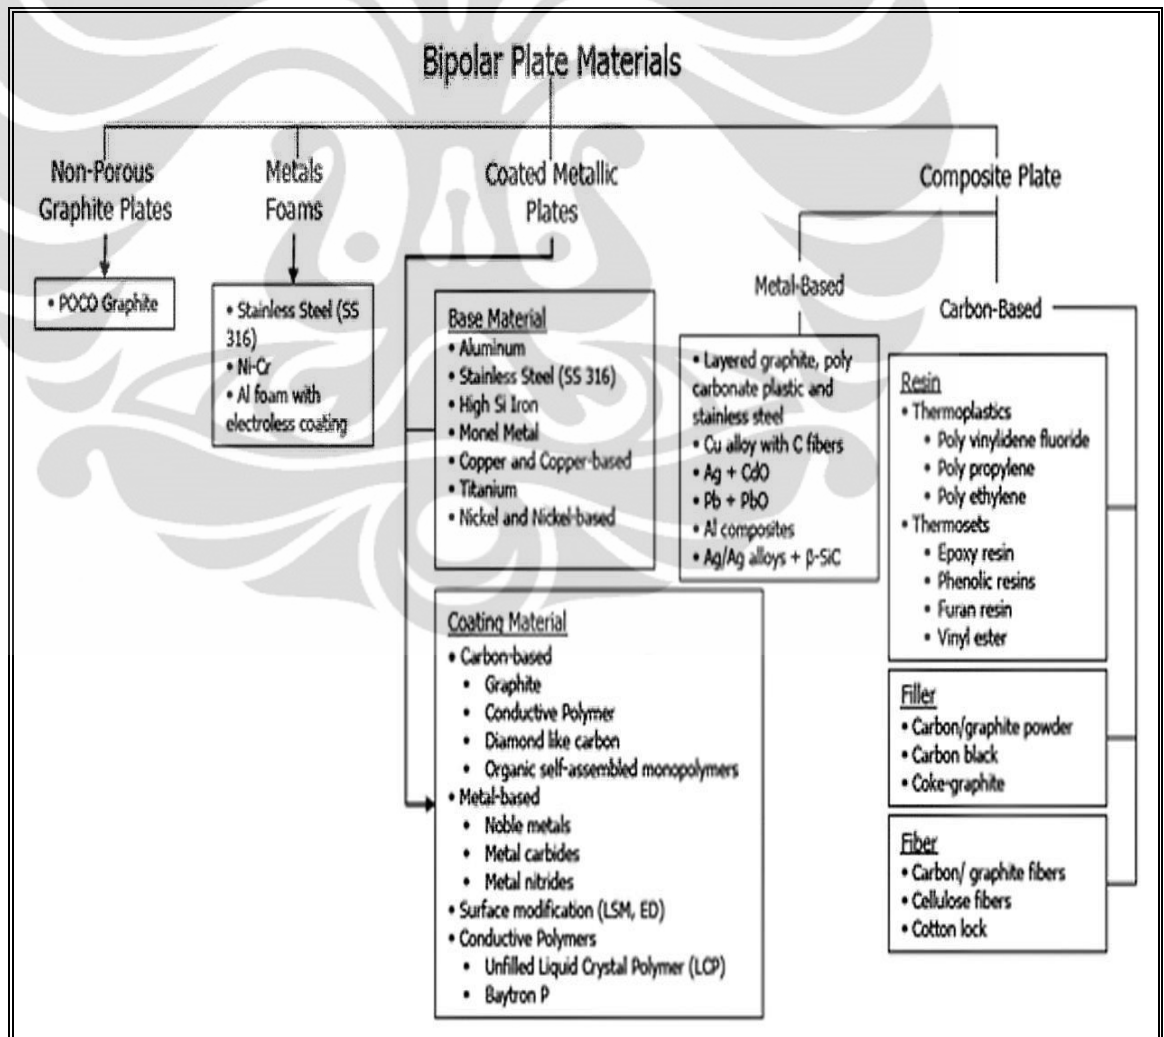 Bipolar Plate Materials
Non-Porous
Graphite Plates
• POCO Graphite
Metals
Foams
• Stainless Steel (SS
316)
• Ni-Cr
• Al foam with
electroless coating
Coated Metallic
Plates
Base Material
• Aluminum
• Stainless Steel (SS 316)
• High Si Iron
• Monel Metal
• Copper and Copper-based
• Titanium
• Nickel and Nickel-based
Coating Material
• Carbon-based
• Graphite
• Conductive Polymer
• Diamond like carbon
• Organic self-assembled monopolymers
• Metal-based
• Noble metals
• Metal carbides
• Metal nitrides
• Surface modification (LSM, ED)
• Conductive Polymers
• Unfilled Liquid Crystal Polymer (LCP)
• Baytron P
Composite Plate
Metal-Based
• Layered graphite, poly
carbonate plastic and
stainless steel
• Cu alloy with C fibers
• Ag + CdO
• Pb + PbO
• Al composites
• Ag/Ag alloys + β-SiC
Carbon-Based
Resin
• Thermoplastics
• Poly vinylidene fluoride
• Poly propylene
• Poly ethylene
• Thermosets
• Epoxy resin
• Phenolic resins
• Furan resin
• Vinyl ester
Filler
• Carbon/graphite powder
• Carbon black
• Coke-graphite
Fiber
• Carbon/ graphite fibers
• Cellulose fibers
• Cotton lock